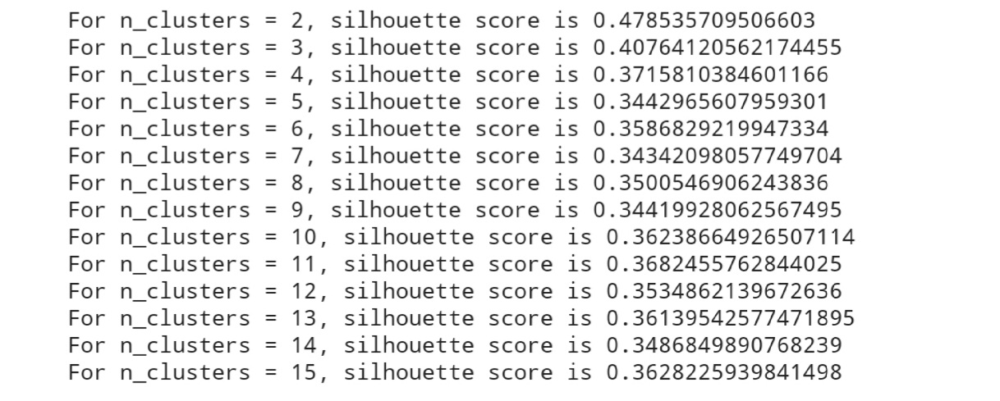 For n_clusters = 2, silhouette score is 0.478535709506603
For n_clusters = 3, silhouette score is 0.40764120562174455
For n_clusters = 4, silhouette score is 0.3715810384601166
For n_clusters = 5, silhouette score is 0.3442965607959301
For n_clusters = 6, silhouette score is 0.3586829219947334
For n_clusters = 7, silhouette score is 0.34342098057749704
For n_clusters = 8, silhouette score is 0.3500546906243836
For n_clusters = 9, silhouette score is 0.34419928062567495
For n_clusters = 10, silhouette score is 0.36238664926507114
For n_clusters = 11, silhouette score is 0.3682455762844025
For n_clusters = 12, silhouette score is 0.3534862139672636
For n_clusters = 13, silhouette score is 0.36139542577471895
For n_clusters = 14, silhouette score is 0.3486849890768239
For n_clusters = 15, silhouette score is 0.3628225939841498